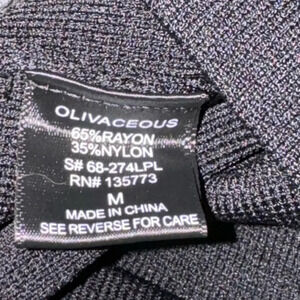 OLIVACEOUS
65%RAYON
35%NYLON
S# 68-274LPL
RN# 135773
M
MADE IN CHINA
SEE REVERSE FOR CARE